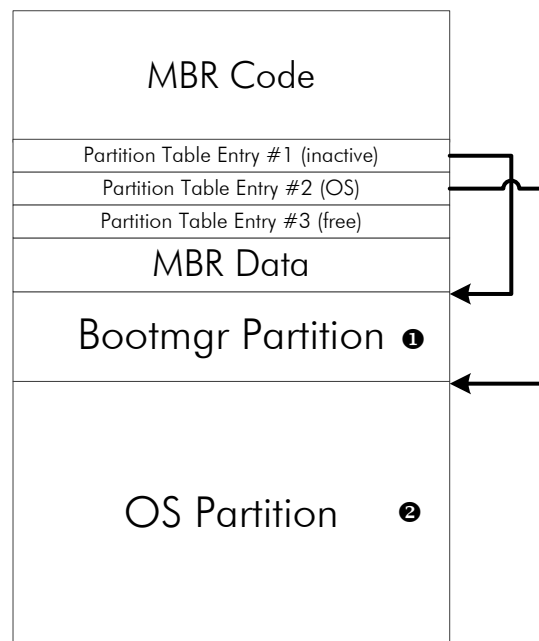 MBR Code
Partition Table Entry #1 (inactive)
Partition Table Entry #2 (OS)
Partition Table Entry #3 (free)
MBR Data
Bootmgr Partition ❶
OS Partition ❷